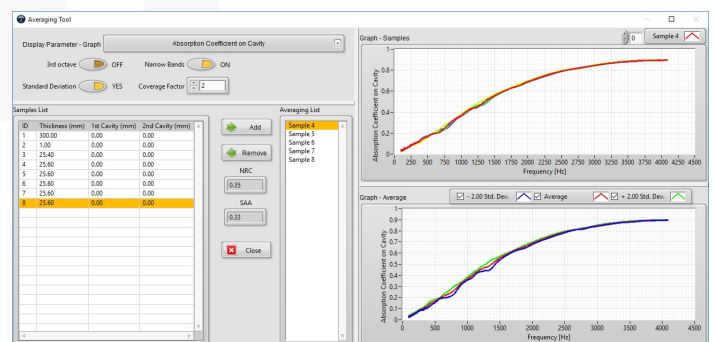 Averaging Tool
Display Parameter - Graph
Absorption Coefficient on Cavity
3rd octave OFF Narrow Bands ON
Standard Deviation YES Coverage Factor 2
Samples List
ID Thickness (mm) 1st Cavity (mm) 2nd Cavity (mm)
1 300.00 0.00 0.00
2 1.00 0.00 0.00
3 25.40 0.00 0.00
4 25.60 0.00 0.00
5 25.60 0.00 0.00
6 25.60 0.00 0.00
7 25.60 0.00 0.00
8 25.60 0.00 0.00
Add
Remove
NRC
0.35
SAA
0.33
Close
Averaging List
Sample 4
Sample 5
Sample 6
Sample 7
Sample 8
Graph - Samples
0 Sample 4
Absorption Coefficient on Cavity
1
0.8
0.6
0.4
0.2
0
0 250 500 750 1000 1250 1500 1750 2000 2250 2500 2750 3000 3250 3500 3750 4000 4250 4500
Frequency [Hz]
Graph - Average
- 2.00 Std. Dev. Average + 2.00 Std. Dev.
Absorption Coefficient on Cavity
1
0.9
0.8
0.7
0.6
0.5
0.4
0.3
0.2
0.1
0
0 500 1000 1500 2000 2500 3000 3500 4000 4500
Frequency [Hz]